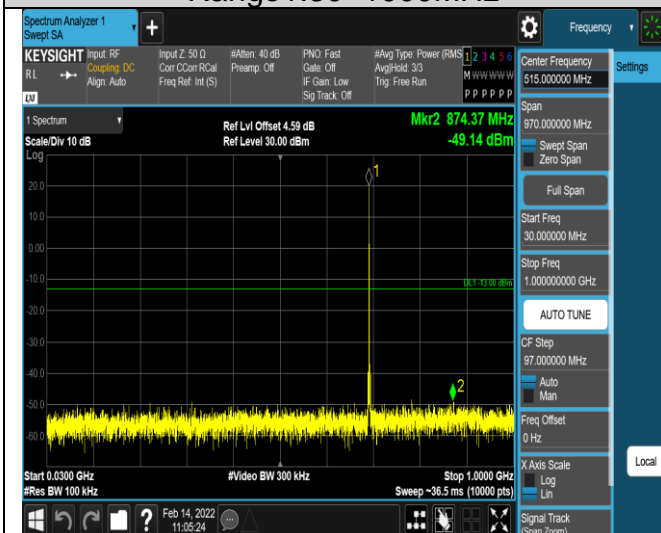 Spectrum Analyzer 1
Swept SA
+
Frequency
KEYSIGHT
RL
LXI
Input: RF
Coupling: DC
Align: Auto
Input Z: 50 Ω
Corr CCorr RCal
Freq Ref: Int (S)
#Atten: 40 dB
Preamp: Off
PNO: Fast
Gate: Off
IF Gain: Low
Sig Track: Off
#Avg Type: Power (RMS
Avg|Hold: 3/3
Trig: Free Run
1 2 3 4 5 6
M W W W W W
P P P P P P
1 Spectrum
Scale/Div 10 dB
Log
Ref Lvl Offset 4.59 dB
Ref Level 30.00 dBm
Mkr2 874.37 MHz
-49.14 dBm
1
20.0
10.0
0.00
-10.0
DL1 -13.00 dBm
-20.0
-30.0
-40.0
2
-50.0
-60.0
Start 0.0300 GHz
#Res BW 100 kHz
#Video BW 300 kHz
Stop 1.0000 GHz
Sweep ~36.5 ms (10000 pts)
?
Feb 14, 2022
11:05:24
Center Frequency
515.000000 MHz
Span
970.000000 MHz
Swept Span
Zero Span
Full Span
Start Freq
30.000000 MHz
Stop Freq
1.000000000 GHz
AUTO TUNE
CF Step
97.000000 MHz
Auto
Man
Freq Offset
0 Hz
X Axis Scale
Log
Lin
Signal Track
(Span Zoom)
Settings
Local